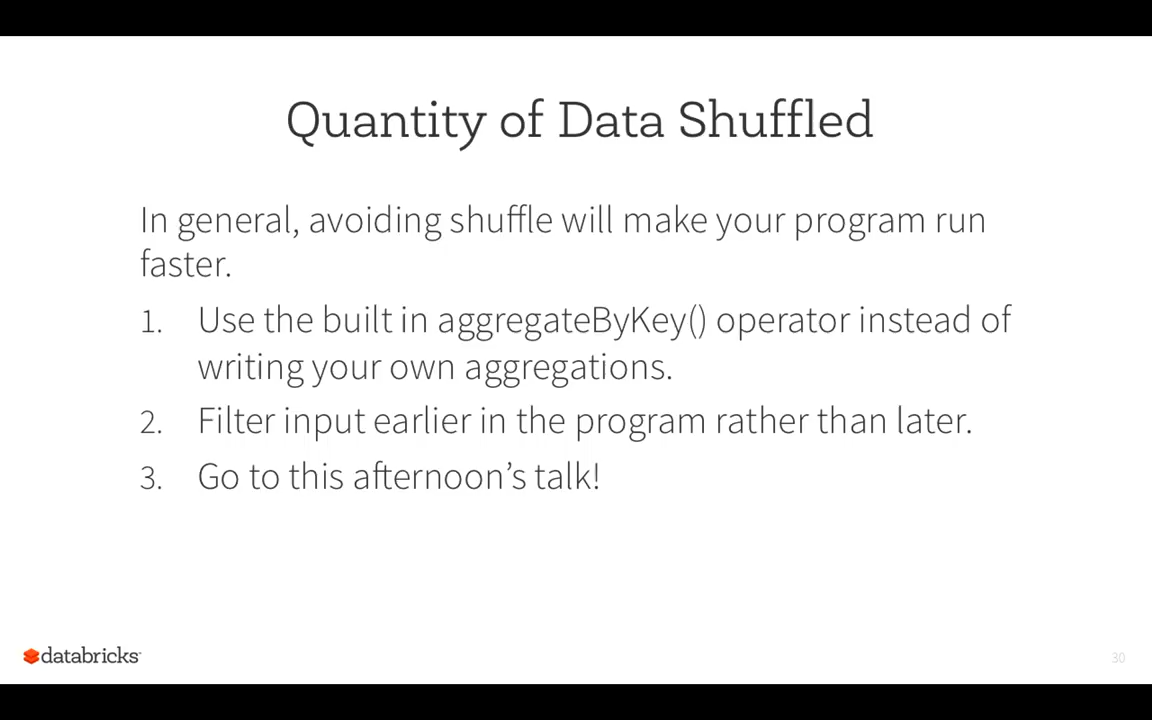 Quantity of Data Shuffled
In general, avoiding shuffle will make your program run
faster.
1. Use the built in aggregateByKey() operator instead of
writing your own aggregations.
2. Filter input earlier in the program rather than later.
3. Go to this afternoon’s talk!
databricks
30